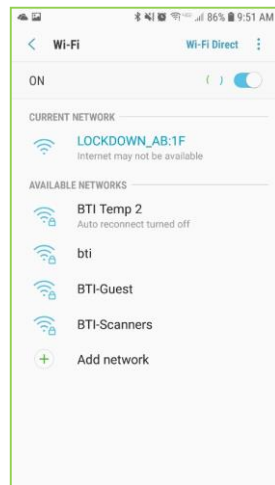 86% 9:51 AM
Wi-Fi Wi-Fi Direct
ON
CURRENT NETWORK
LOCKDOWN_AB:1F
Internet may not be available
AVAILABLE NETWORKS
BTI Temp 2
Auto reconnect turned off
bti
BTI-Guest
BTI-Scanners
Add network